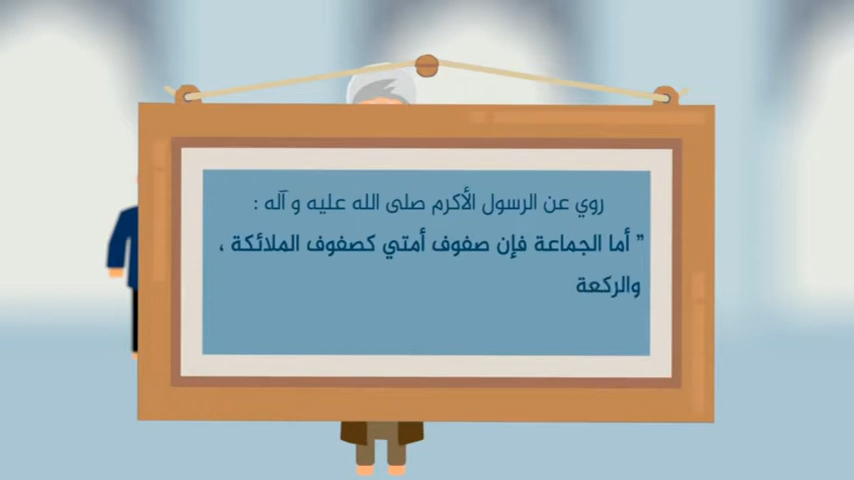 روي عن الرسول الأكرم صلى الله عليه و آله :
" أما الجماعة فإن صفوف أمتي كصفوف الملائكة ،
والركعة